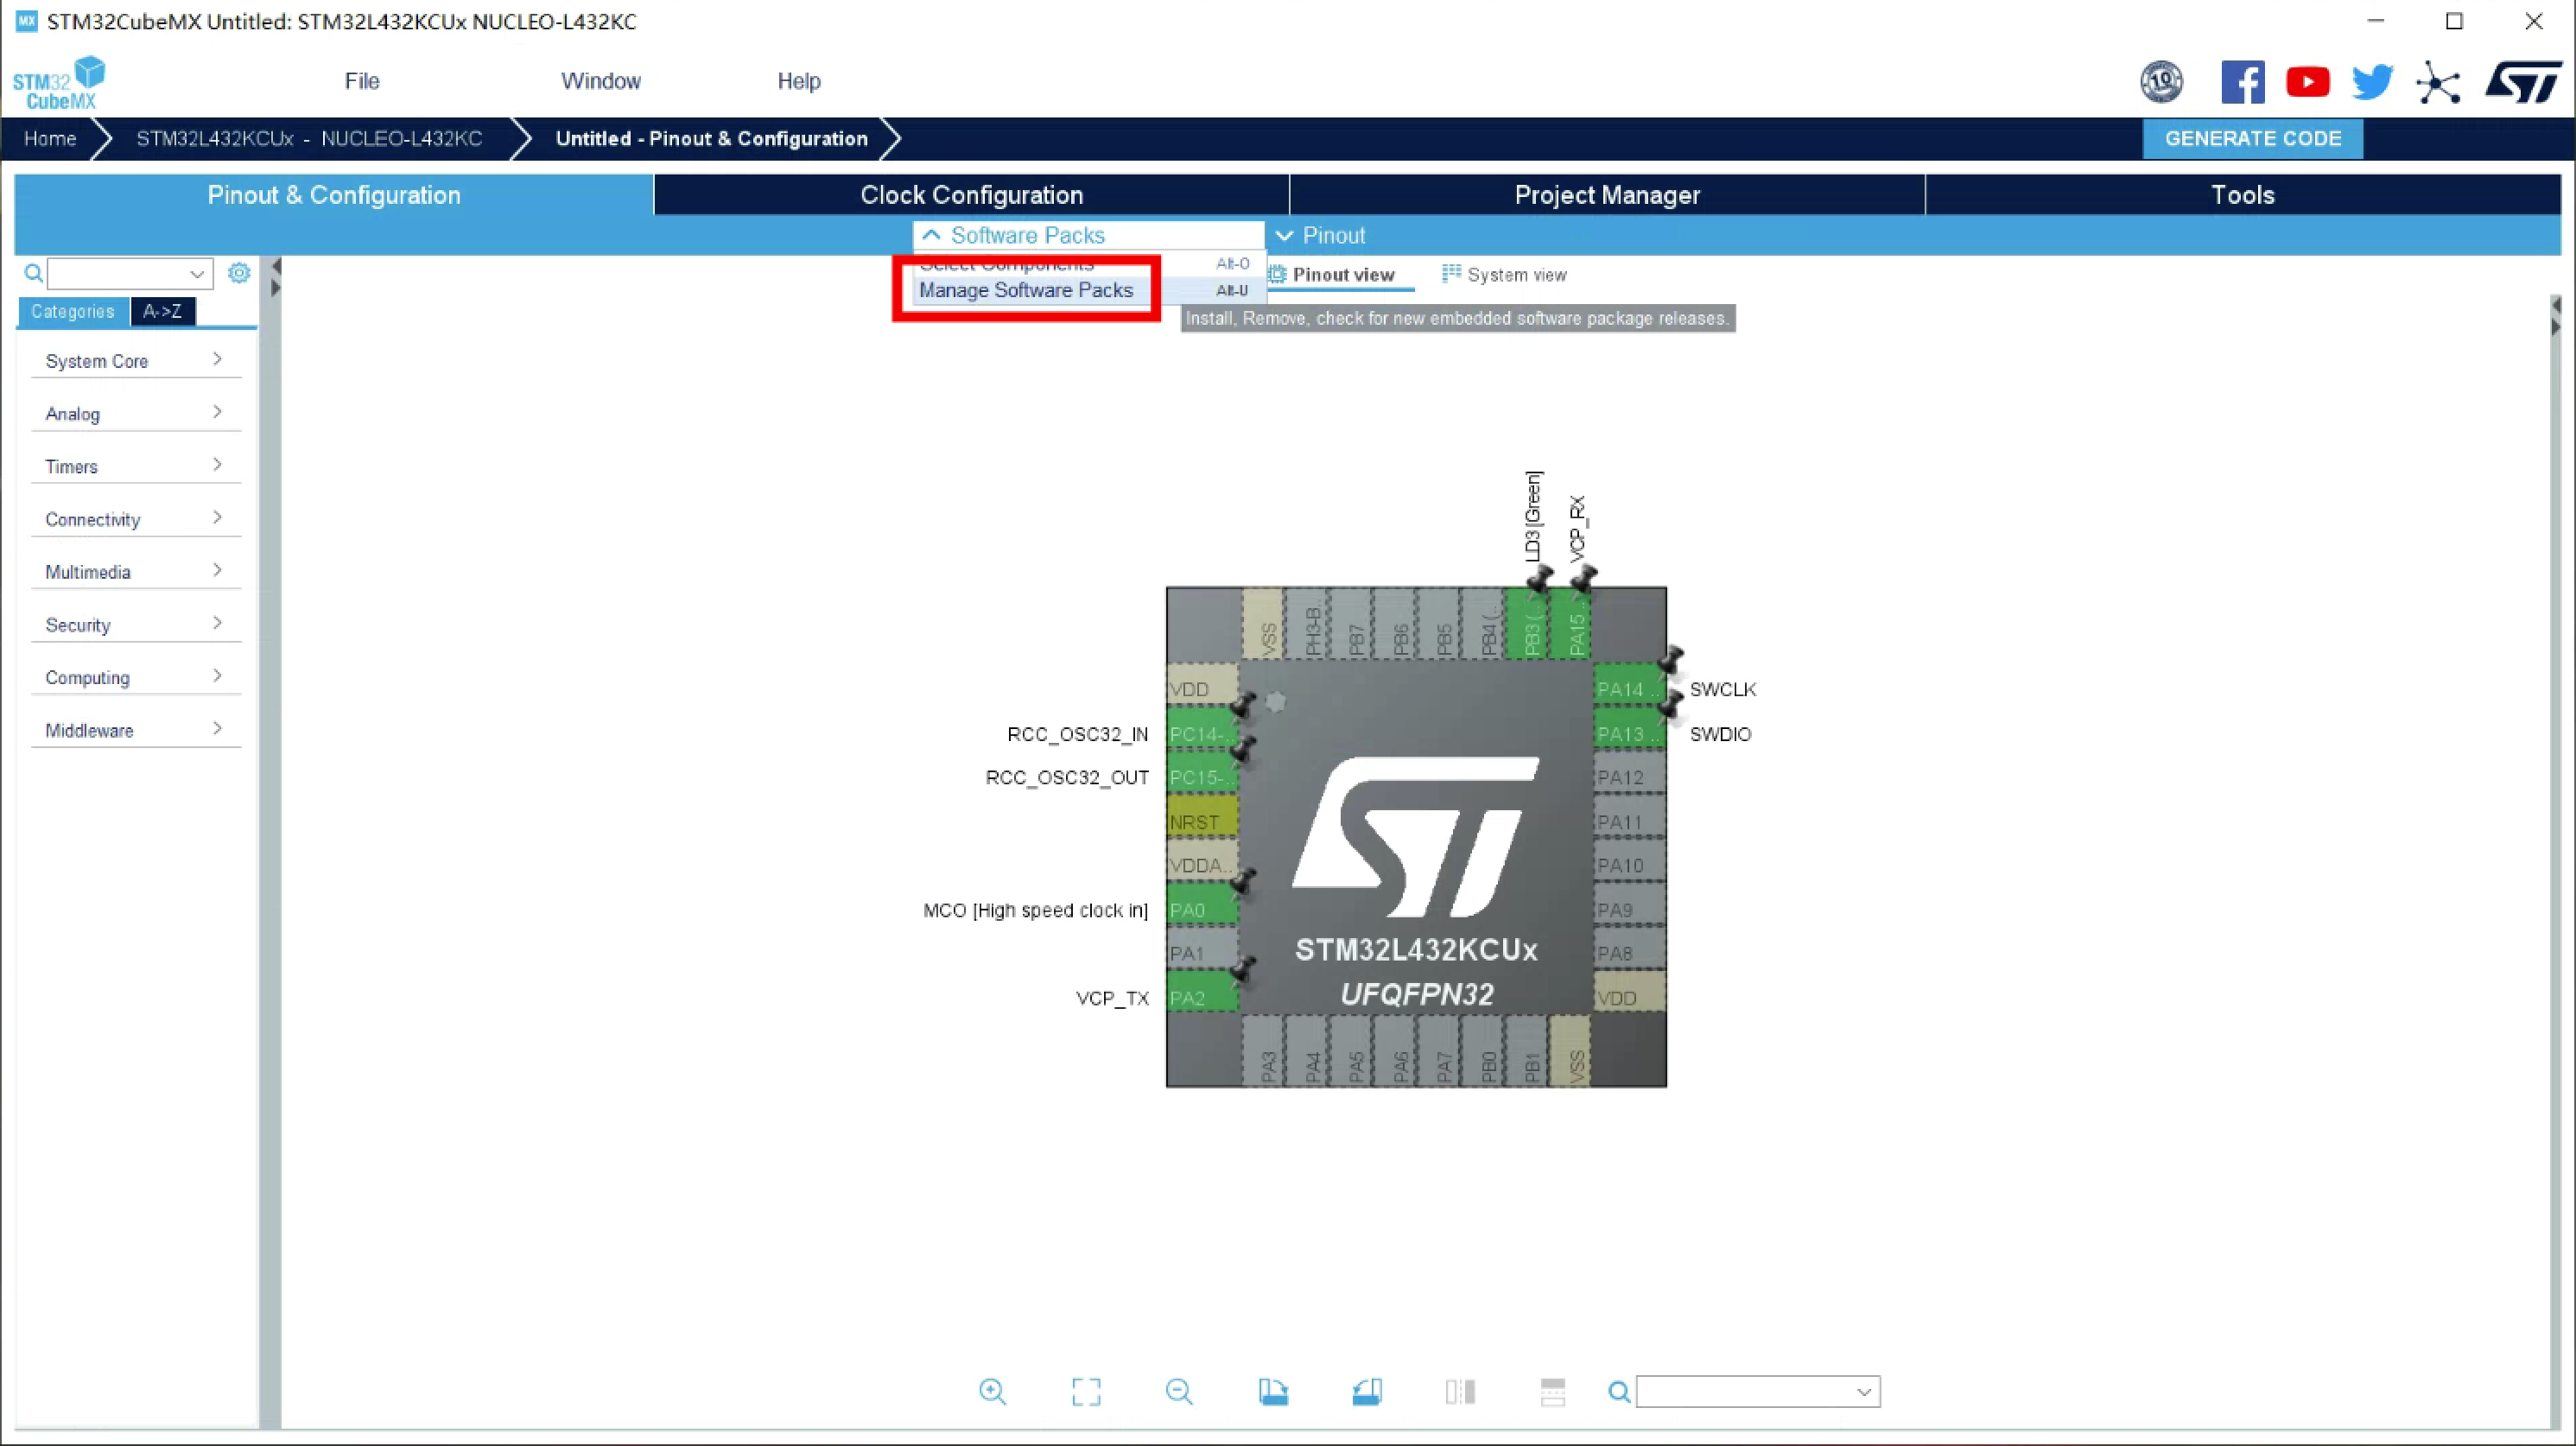 MX STM32CubeMX Untitled: STM32L432KCUx NUCLEO-L432KC
STM32
CubeMX
File
Window
Help
10
Home
STM32L432KCUx - NUCLEO-L432KC
Untitled - Pinout & Configuration
GENERATE CODE
Pinout & Configuration
Clock Configuration
Project Manager
Tools
Software Packs
Pinout
Select Components
Alt-O
Manage Software Packs
Alt-U
Pinout view
System view
Install, Remove, check for new embedded software package releases.
Categories
A->Z
System Core
Analog
Timers
Connectivity
Multimedia
Security
Computing
Middleware
LD3 [Green]
VCP_RX
VSS
PH3-B..
PB7
PB6
PB5
PB4 (..
PB3 (..
PA15..
VDD
RCC_OSC32_IN
PC14-..
RCC_OSC32_OUT
PC15-..
NRST
VDDA..
MCO [High speed clock in]
PA0
PA1
VCP_TX
PA2
PA14 ..
SWCLK
PA13 ..
SWDIO
PA12
PA11
PA10
PA9
PA8
VDD
ST
STM32L432KCUx
UFQFPN32
PA3
PA4
PA5
PA6
PA7
PB0
PB1
VSS